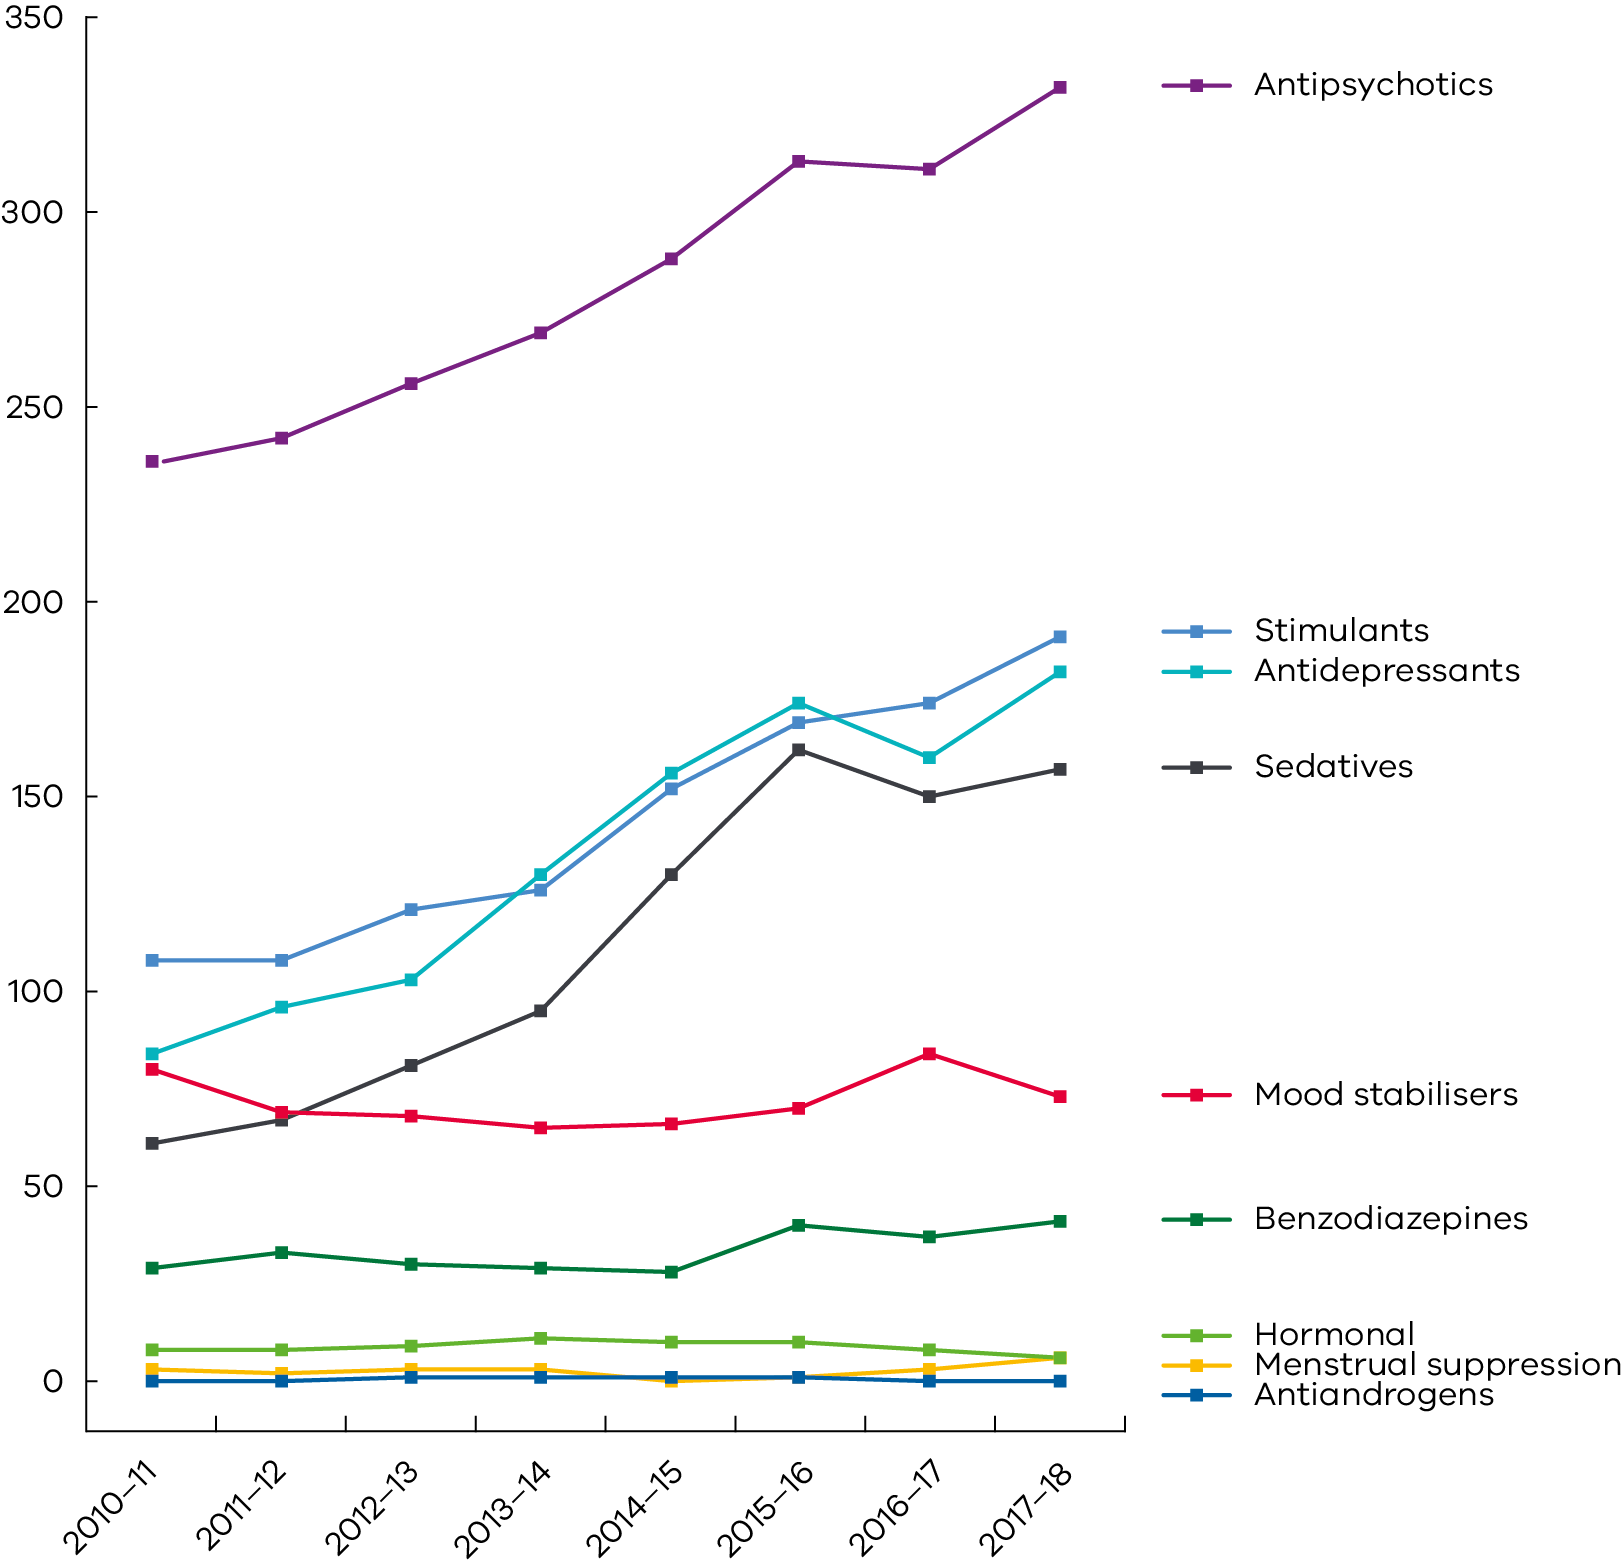 350
300
250
200
150
100
50
0
Antipsychotics
Stimulants
Antidepressants
Sedatives
Mood stabilisers
Benzodiazepines
Hormonal
Menstrual suppression
Antiandrogens
2010–11
2011–12
2012–13
2013–14
2014–15
2015–16
2016–17
2017–18